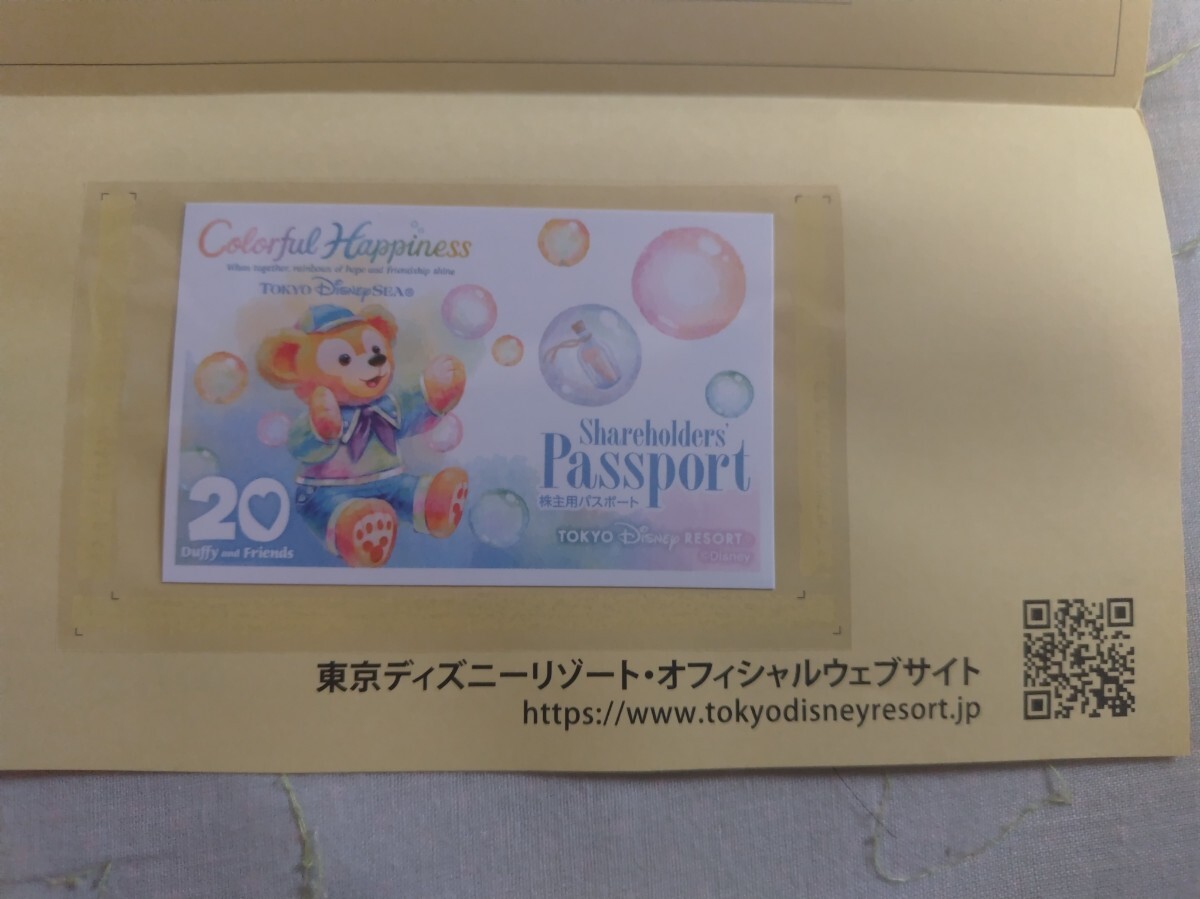 Colorful Happiness
When together, rainbows of hope and friendship shine
TOKYO DISNEYSEA®
20
Duffy and Friends
Shareholders'
Passport
株主用パスポート
TOKYO DISNEY RESORT
©Disney
東京ディズニーリゾート・オフィシャルウェブサイト
https://www.tokyodisneyresort.jp